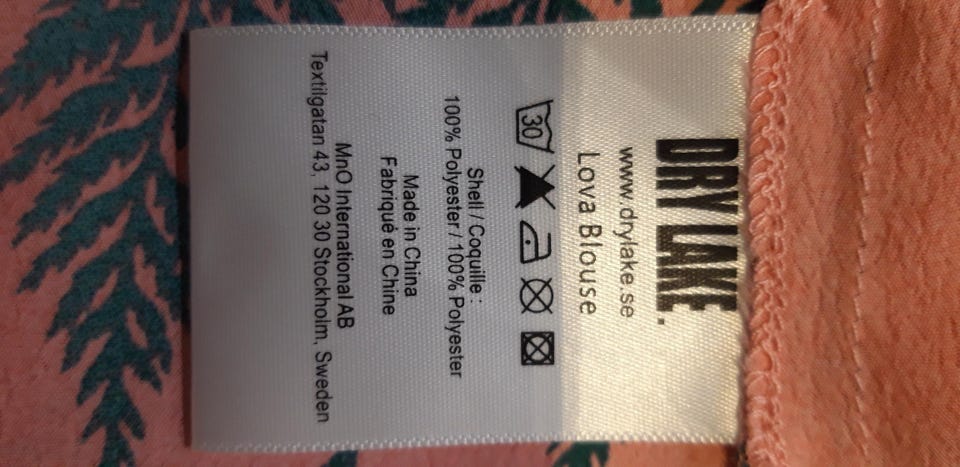 DRY LAKE.
www.drylake.se
Lova Blouse
30
Shell / Coquille :
100% Polyester / 100% Polyester
Made in China
Fabriqué en Chine
MnO International AB
Textilgatan 43, 120 30 Stockholm, Sweden